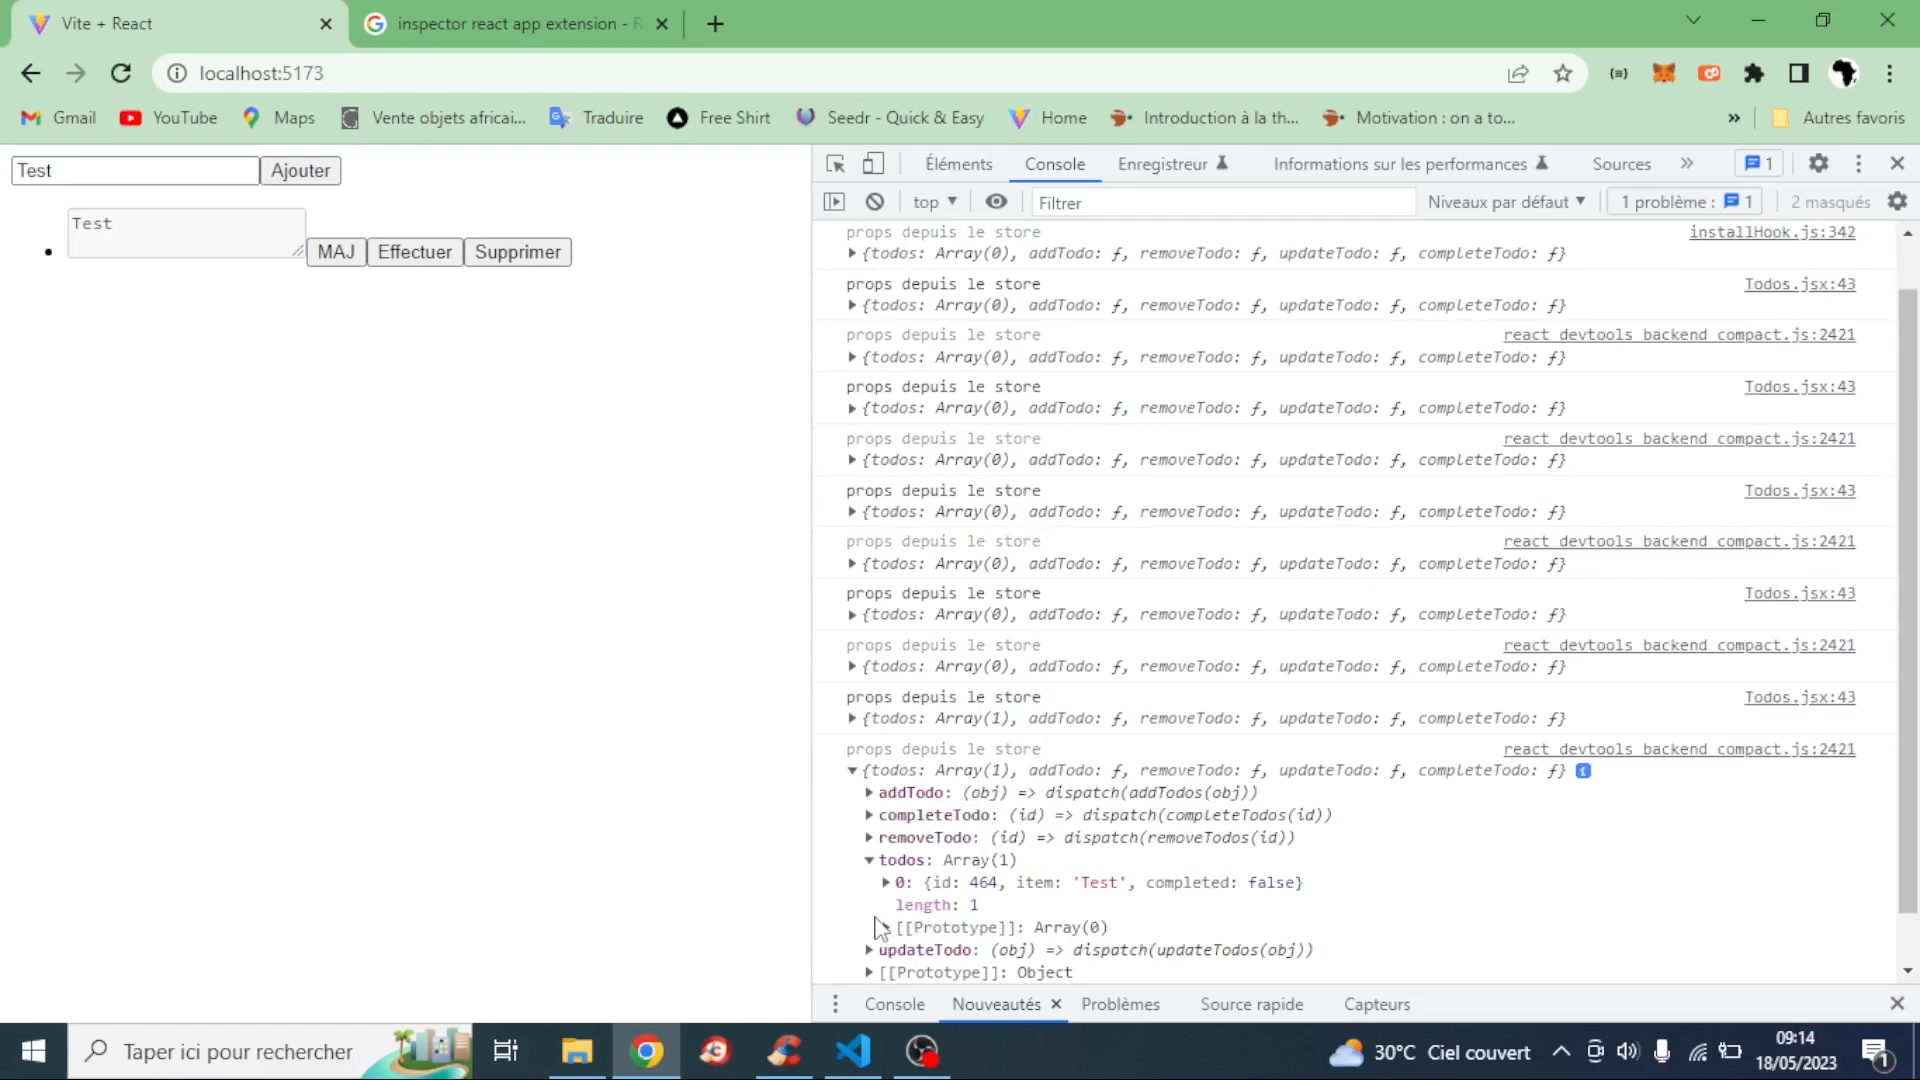 Vite + React
inspector react app extension - R
localhost:5173
Gmail YouTube Maps Vente objets africai... Traduire Free Shirt Seedr - Quick & Easy Home Introduction à la th... Motivation : on a to... » Autres favoris
Test Ajouter
Test
MAJ Effectuer Supprimer
Éléments Console Enregistreur Informations sur les performances Sources » 1
top Filtrer Niveaux par défaut 1 problème : 1 2 masqués
props depuis le store installHook.js:342
{todos: Array(0), addTodo: ƒ, removeTodo: ƒ, updateTodo: ƒ, completeTodo: ƒ}
props depuis le store Todos.jsx:43
{todos: Array(0), addTodo: ƒ, removeTodo: ƒ, updateTodo: ƒ, completeTodo: ƒ}
props depuis le store react_devtools_backend_compact.js:2421
{todos: Array(0), addTodo: ƒ, removeTodo: ƒ, updateTodo: ƒ, completeTodo: ƒ}
props depuis le store Todos.jsx:43
{todos: Array(0), addTodo: ƒ, removeTodo: ƒ, updateTodo: ƒ, completeTodo: ƒ}
props depuis le store react_devtools_backend_compact.js:2421
{todos: Array(0), addTodo: ƒ, removeTodo: ƒ, updateTodo: ƒ, completeTodo: ƒ}
props depuis le store Todos.jsx:43
{todos: Array(0), addTodo: ƒ, removeTodo: ƒ, updateTodo: ƒ, completeTodo: ƒ}
props depuis le store react_devtools_backend_compact.js:2421
{todos: Array(0), addTodo: ƒ, removeTodo: ƒ, updateTodo: ƒ, completeTodo: ƒ}
props depuis le store Todos.jsx:43
{todos: Array(0), addTodo: ƒ, removeTodo: ƒ, updateTodo: ƒ, completeTodo: ƒ}
props depuis le store react_devtools_backend_compact.js:2421
{todos: Array(0), addTodo: ƒ, removeTodo: ƒ, updateTodo: ƒ, completeTodo: ƒ}
props depuis le store Todos.jsx:43
{todos: Array(1), addTodo: ƒ, removeTodo: ƒ, updateTodo: ƒ, completeTodo: ƒ}
props depuis le store react_devtools_backend_compact.js:2421
{todos: Array(1), addTodo: ƒ, removeTodo: ƒ, updateTodo: ƒ, completeTodo: ƒ} i
addTodo: (obj) => dispatch(addTodos(obj))
completeTodo: (id) => dispatch(completeTodos(id))
removeTodo: (id) => dispatch(removeTodos(id))
todos: Array(1)
0: {id: 464, item: 'Test', completed: false}
length: 1
[[Prototype]]: Array(0)
updateTodo: (obj) => dispatch(updateTodos(obj))
[[Prototype]]: Object
Console Nouveautés Problèmes Source rapide Capteurs
Taper ici pour rechercher
30°C Ciel couvert
09:14
18/05/2023
1